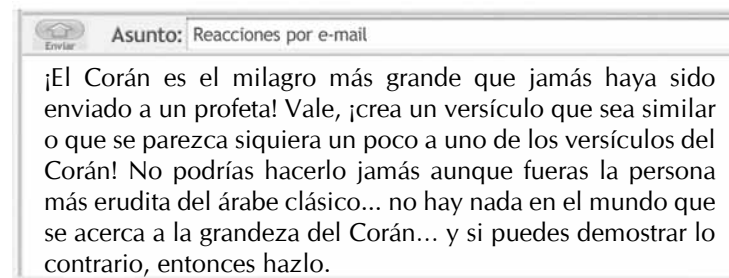 Enviar
Asunto: Reacciones por e-mail
¡El Corán es el milagro más grande que jamás haya sido
enviado a un profeta! Vale, ¡crea un versículo que sea similar
o que se parezca siquiera un poco a uno de los versículos del
Corán! No podrías hacerlo jamás aunque fueras la persona
más erudita del árabe clásico... no hay nada en el mundo que
se acerca a la grandeza del Corán... y si puedes demostrar lo
contrario, entonces hazlo.